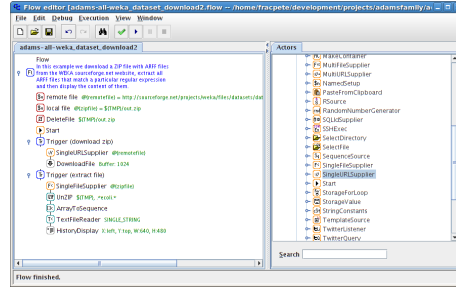 Flow editor [adams-all-weka_dataset_download2] -- /home/fracpete/development/projects/adamsfamily/a
File Edit Debug Execution View Window
adams-all-weka_dataset_download2
Flow
In this example we download a ZIP file with ARFF files
from the WEKA sourceforge.net website, extract all
ARFF files that match a particular regular expression
and then display the content of them.
remote file @{remotefile} = http://sourceforge.net/projects/weka/files/datasets/dat
local file @{zipfile} = ${TMP}/out.zip
DeleteFile ${TMP}/out.zip
Start
Trigger (download zip)
SingleURLSupplier @{remotefile}
DownloadFile Buffer: 1024
Trigger (extract file)
SingleFileSupplier @{zipfile}
UnZIP ${TMP}, .*ecoli.*
ArrayToSequence
TextFileReader SINGLE_STRING
HistoryDisplay X:left, Y:top, W:640, H:480
Actors
MakeContainer
MultiFileSupplier
MultiURLSupplier
NamedSetup
PasteFromClipboard
RSource
RandomNumberGenerator
SQLIdSupplier
SSHExec
SelectDirectory
SelectFile
SequenceSource
SingleFileSupplier
SingleURLSupplier
Start
StorageForLoop
StorageValue
StringConstants
TemplateSource
TwitterListener
TwitterQuery
Search
Flow finished.